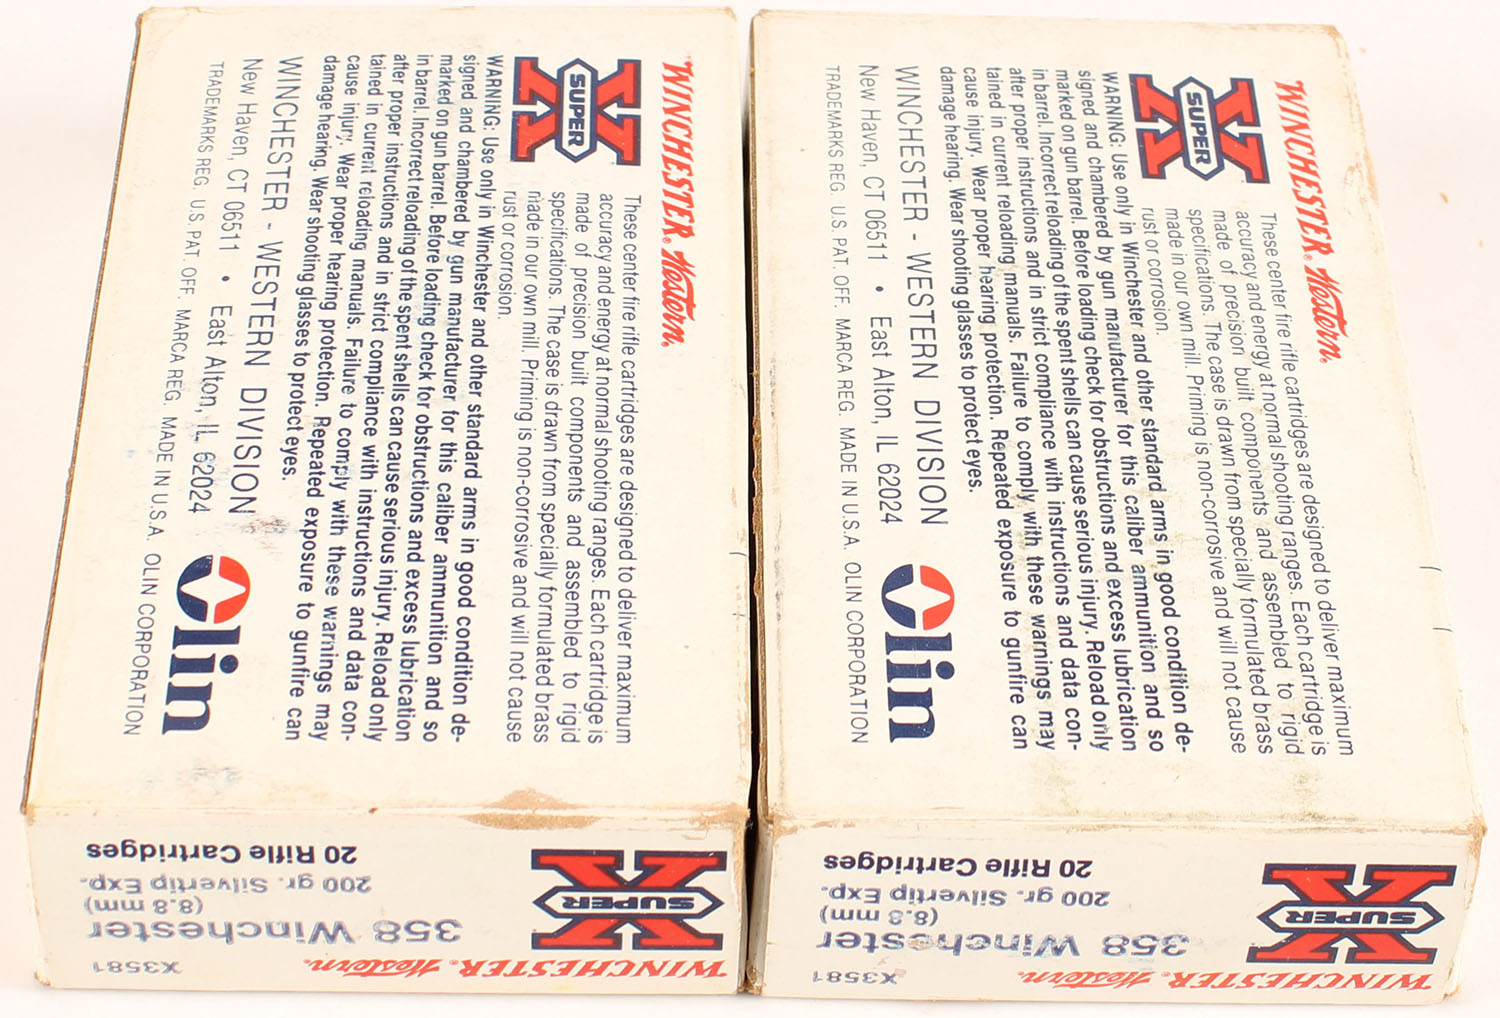 WINCHESTER® Western®
SUPER X
These center fire rifle cartridges are designed to deliver maximum
accuracy and energy at normal shooting ranges. Each cartridge is
made of precision built components and assembled to rigid
specifications. The case is drawn from specially formulated brass
made in our own mill. Priming is non-corrosive and will not cause
rust or corrosion.
WARNING: Use only in Winchester and other standard arms in good condition de-
signed and chambered by gun manufacturer for this caliber ammunition and so
marked on gun barrel. Before loading check for obstructions and excess lubrication
in barrel. Incorrect reloading of the spent shells can cause serious injury. Reload only
after proper instructions and in strict compliance with instructions and data con-
tained in current reloading manuals. Failure to comply with these warnings may
cause injury. Wear proper hearing protection. Repeated exposure to gunfire can
damage hearing. Wear shooting glasses to protect eyes.
WINCHESTER - WESTERN DIVISION
New Haven, CT 06511 • East Alton, IL 62024
Olin
TRADEMARKS REG. U.S. PAT. OFF. MARCA REG. MADE IN U.S.A. OLIN CORPORATION
WINCHESTER® Western®
X3581
SUPER X
358 Winchester
(8.8 mm)
200 gr. Silvertip Exp.
20 Rifle Cartridges
WINCHESTER® Western®
SUPER X
These center fire rifle cartridges are designed to deliver maximum
accuracy and energy at normal shooting ranges. Each cartridge is
made of precision built components and assembled to rigid
specifications. The case is drawn from specially formulated brass
made in our own mill. Priming is non-corrosive and will not cause
rust or corrosion.
WARNING: Use only in Winchester and other standard arms in good condition de-
signed and chambered by gun manufacturer for this caliber ammunition and so
marked on gun barrel. Before loading check for obstructions and excess lubrication
in barrel. Incorrect reloading of the spent shells can cause serious injury. Reload only
after proper instructions and in strict compliance with instructions and data con-
tained in current reloading manuals. Failure to comply with these warnings may
cause injury. Wear proper hearing protection. Repeated exposure to gunfire can
damage hearing. Wear shooting glasses to protect eyes.
WINCHESTER - WESTERN DIVISION
New Haven, CT 06511 • East Alton, IL 62024
Olin
TRADEMARKS REG. U.S. PAT. OFF. MARCA REG. MADE IN U.S.A. OLIN CORPORATION
WINCHESTER® Western®
X3581
SUPER X
358 Winchester
(8.8 mm)
200 gr. Silvertip Exp.
20 Rifle Cartridges